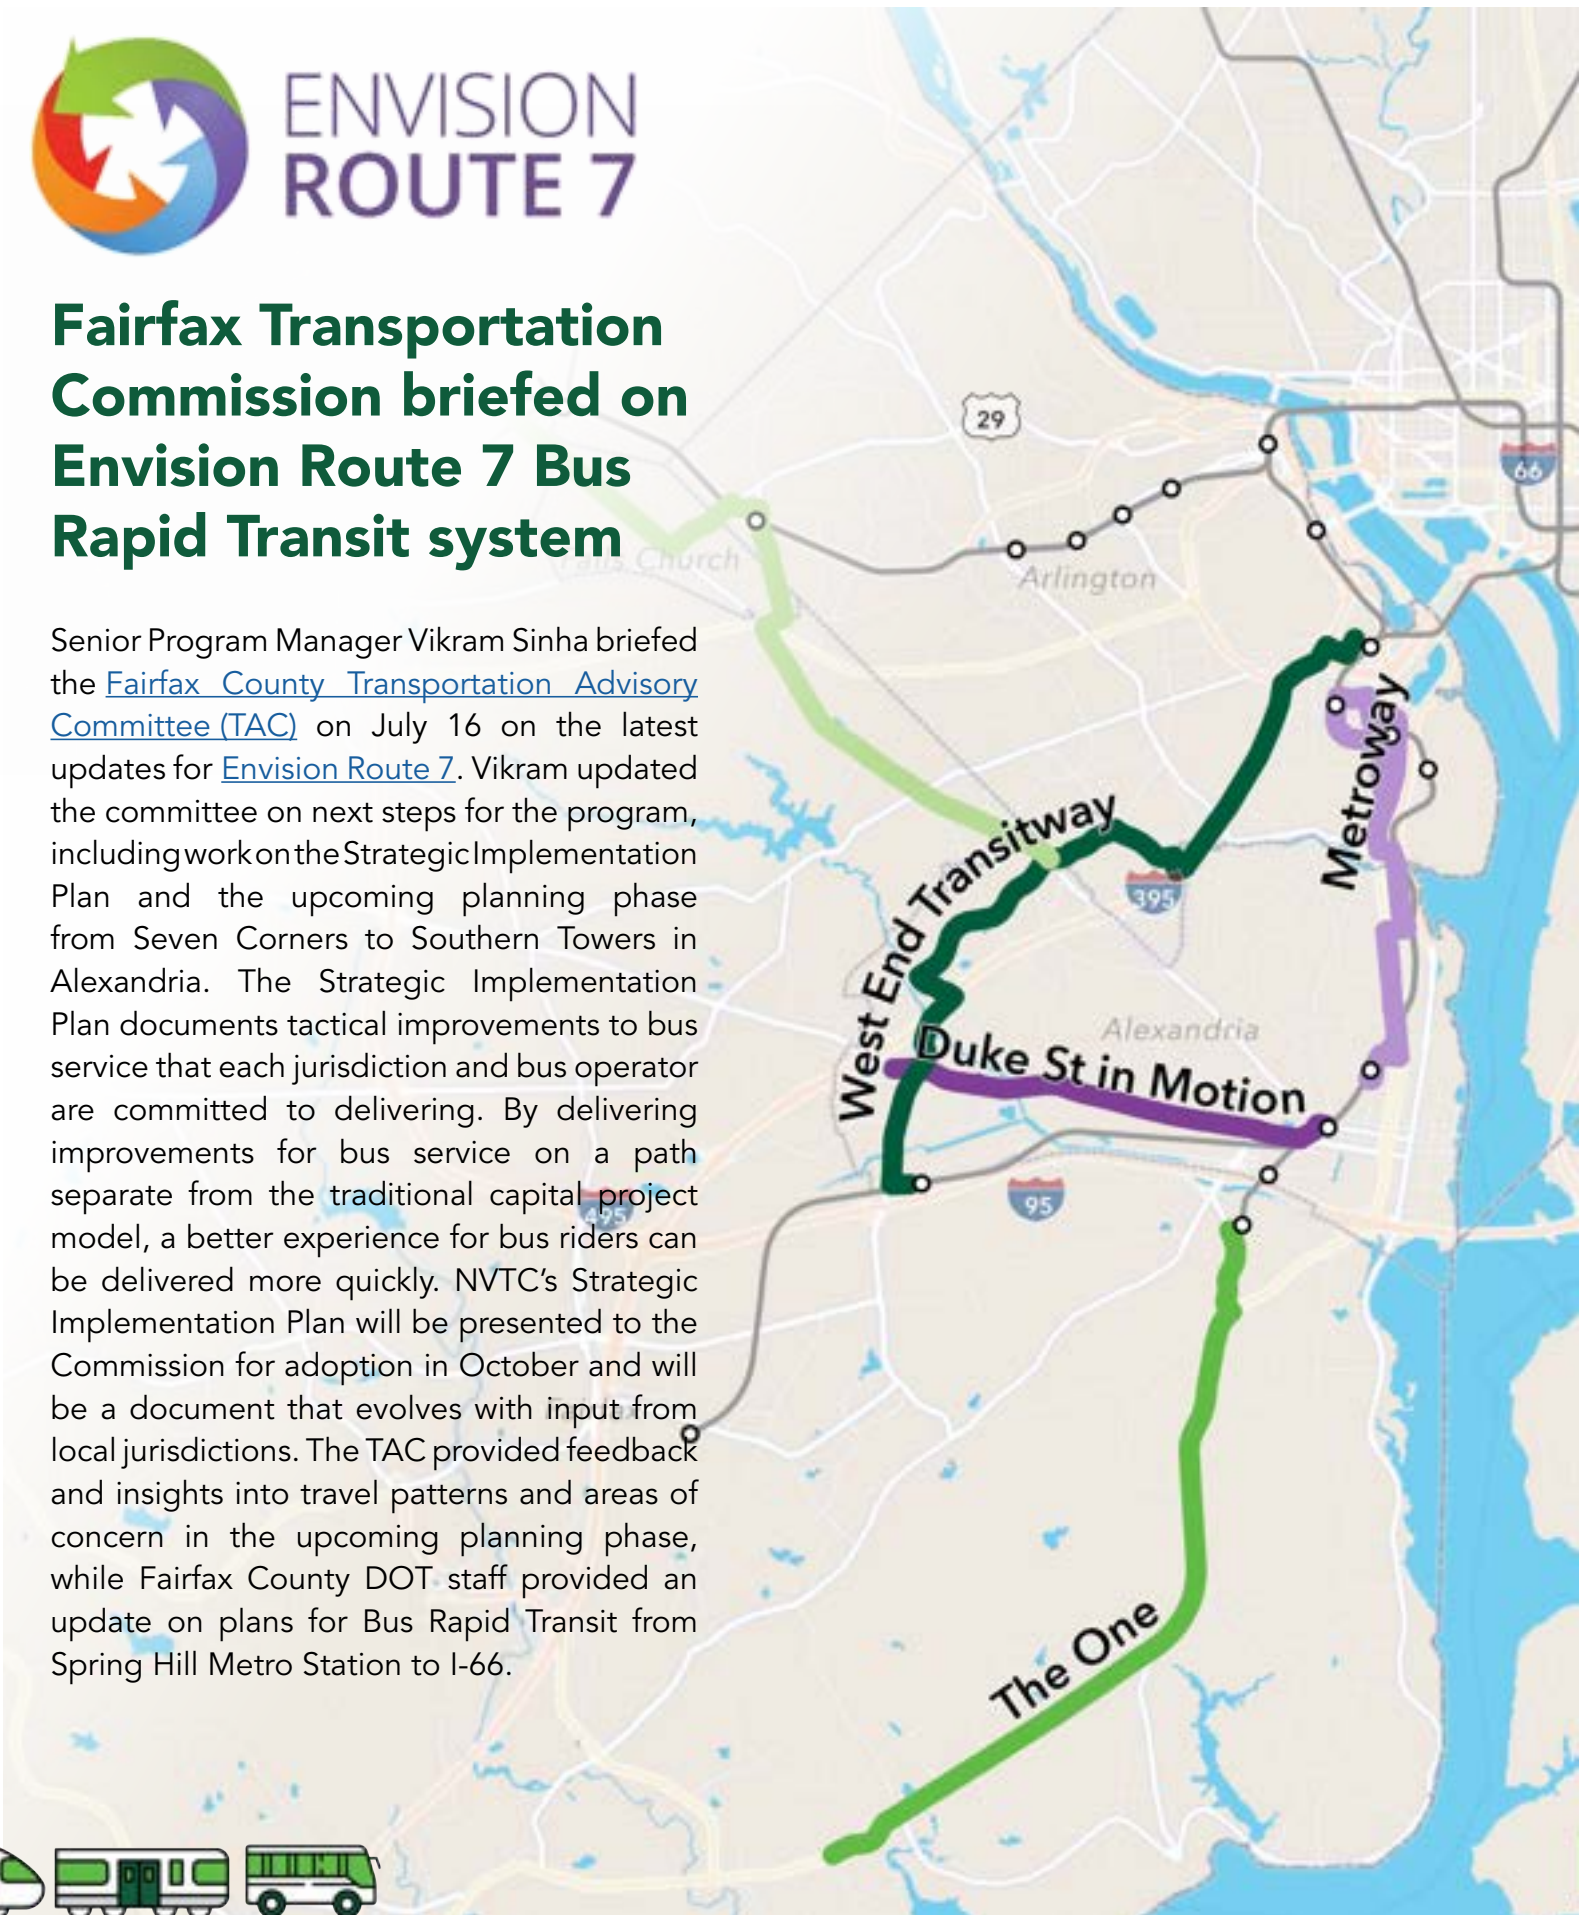 ENVISION
ROUTE 7
Fairfax Transportation
Commission briefed on
Envision Route 7 Bus
Rapid Transit system
Senior Program Manager Vikram Sinha briefed
the Fairfax County Transportation Advisory
Committee (TAC) on July 16 on the latest
updates for Envision Route 7. Vikram updated
the committee on next steps for the program,
including work on the Strategic Implementation
Plan and the upcoming planning phase
from Seven Corners to Southern Towers in
Alexandria. The Strategic Implementation
Plan documents tactical improvements to bus
service that each jurisdiction and bus operator
are committed to delivering. By delivering
improvements for bus service on a path
separate from the traditional capital project
model, a better experience for bus riders can
be delivered more quickly. NVTC's Strategic
Implementation Plan will be presented to the
Commission for adoption in October and will
be a document that evolves with input from
local jurisdictions. The TAC provided feedback
and insights into travel patterns and areas of
concern in the upcoming planning phase,
while Fairfax County DOT staff provided an
update on plans for Bus Rapid Transit from
Spring Hill Metro Station to I-66.
29
66
Falls Church
Arlington
Metroway
West End Transitway
395
Alexandria
Duke St in Motion
95
495
Fairfax
The One